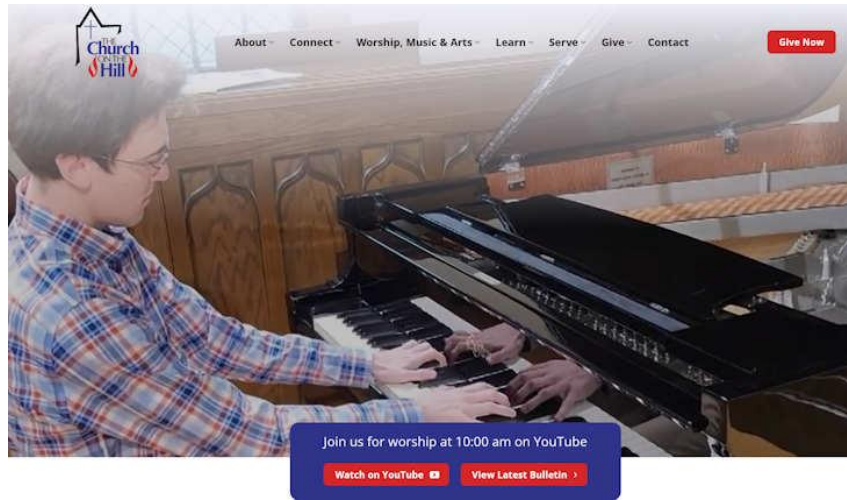 THE
Church
ON THE
Hill
About
Connect
Worship, Music & Arts
Learn
Serve
Give
Contact
Give Now
Join us for worship at 10:00 am on YouTube
Watch on YouTube
View Latest Bulletin